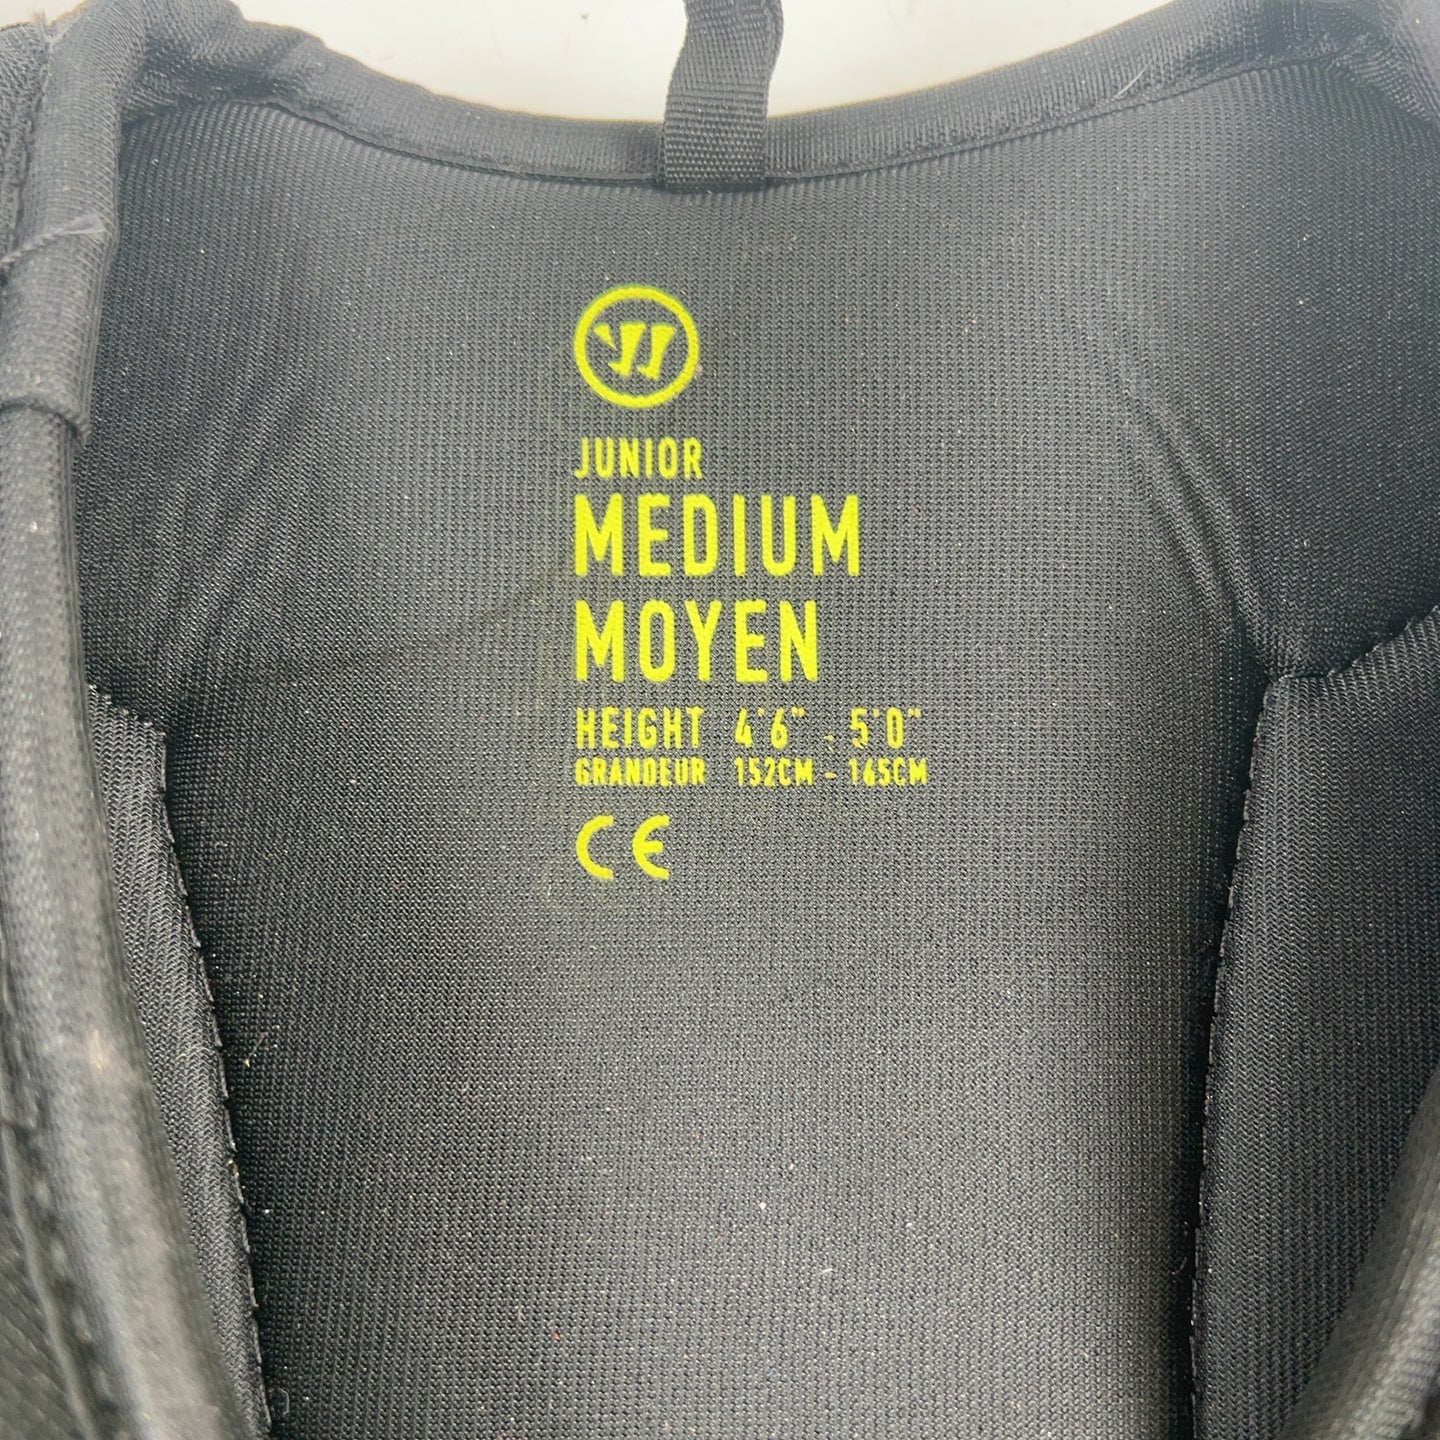 JUNIOR
MEDIUM
MOYEN
HEIGHT 4'6" - 5'0"
GRANDEUR 152CM - 165CM
CE